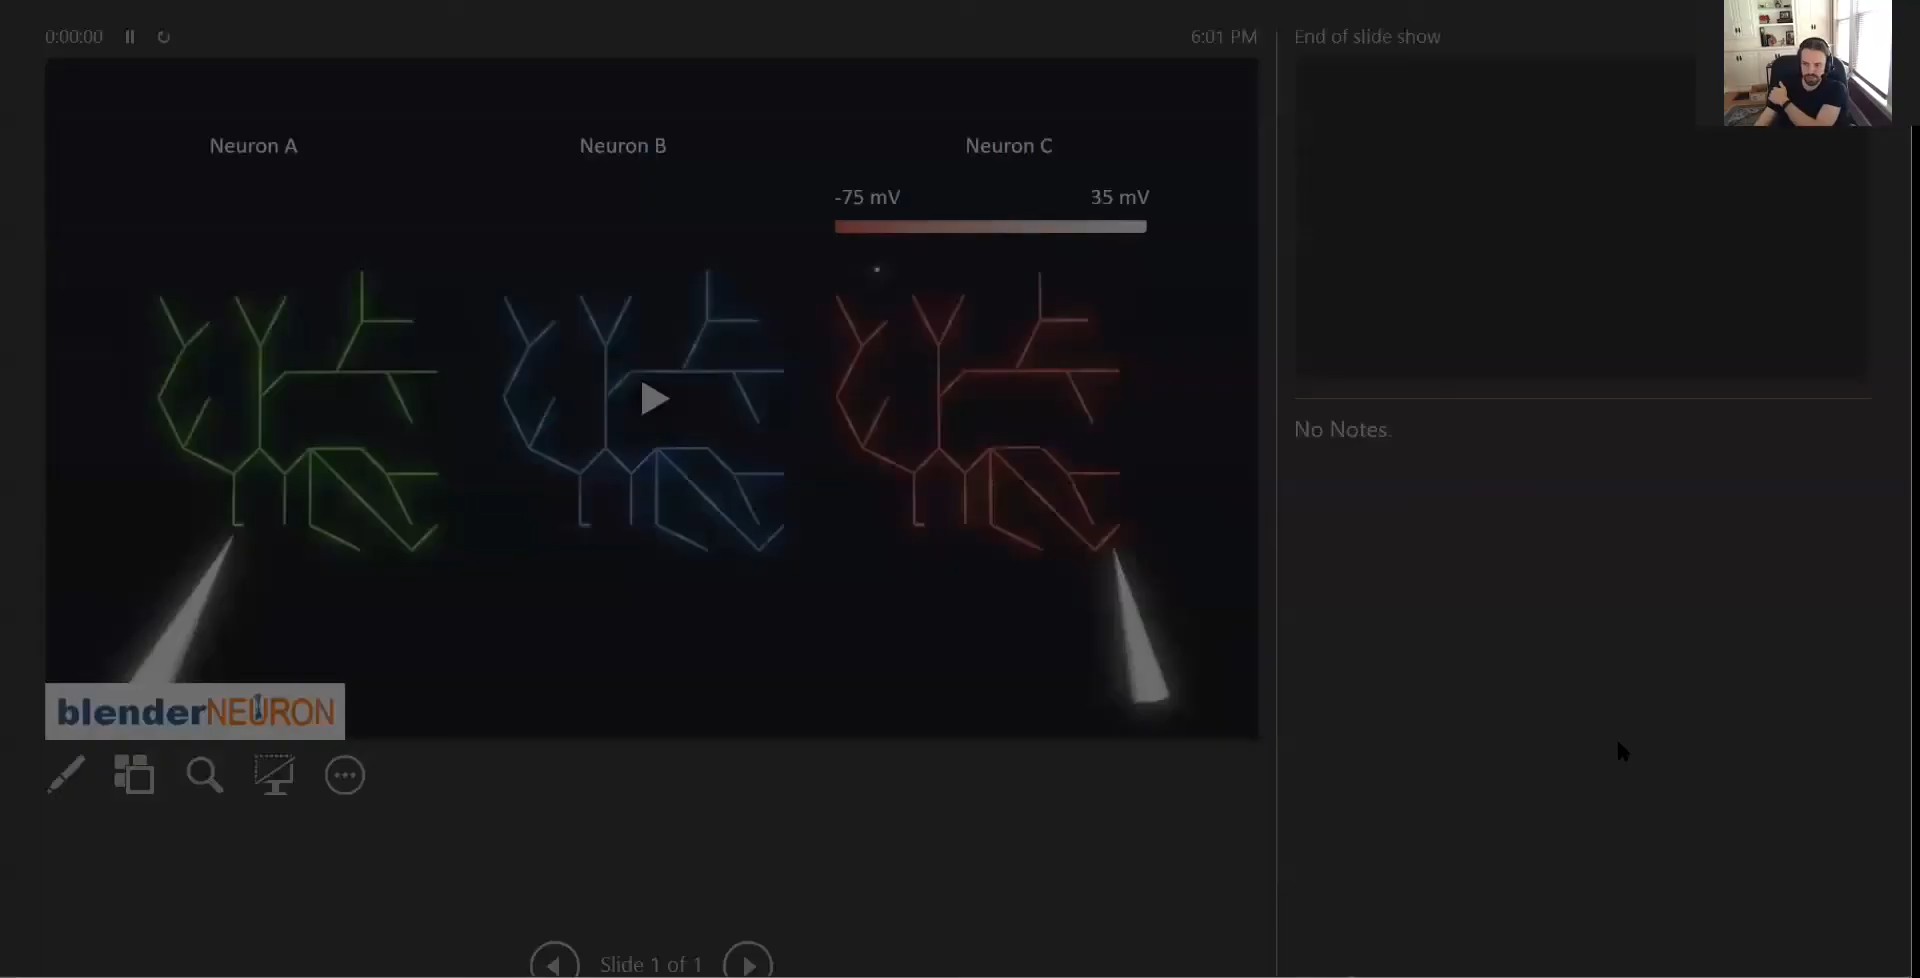 0:00:00
6:01 PM
End of slide show
Neuron A
Neuron B
Neuron C
-75 mV
35 mV
No Notes.
blenderNEURON
Slide 1 of 1